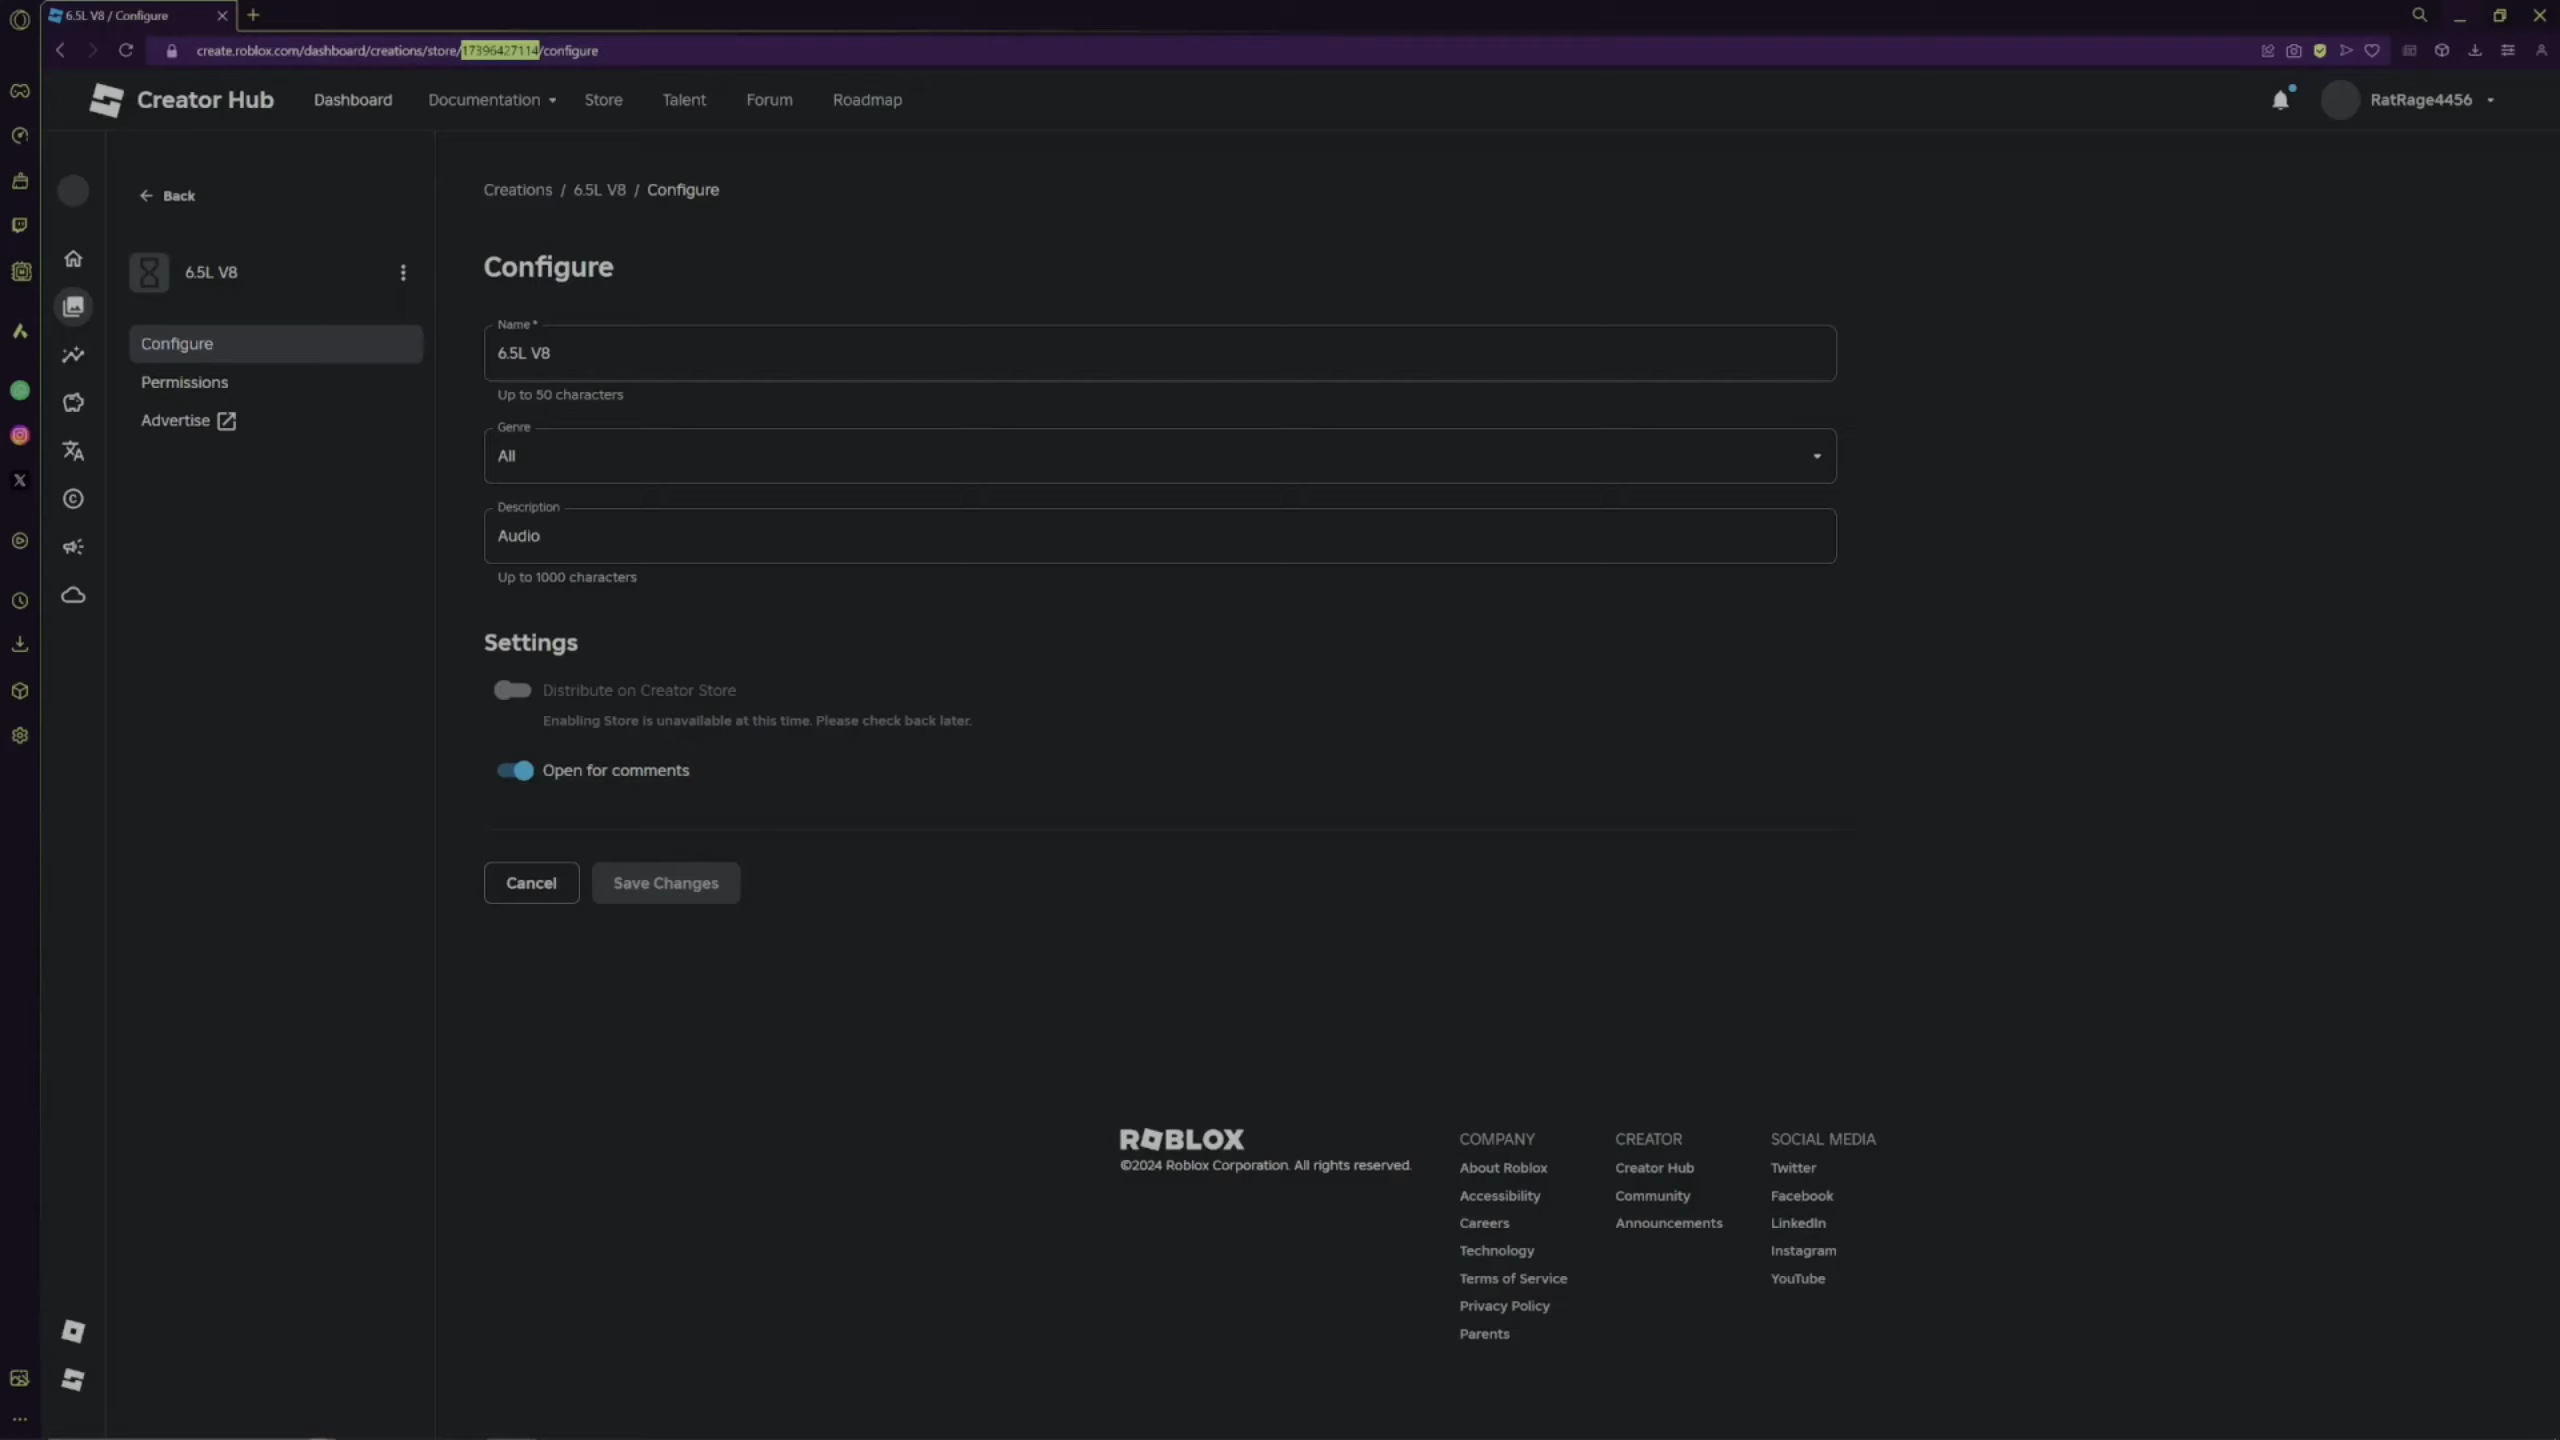 6.5L V8 / Configure
create.roblox.com/dashboard/creations/store/17396427114/configure
Creator Hub
Dashboard
Documentation
Store
Talent
Forum
Roadmap
RatRage4456
Back
6.5L V8
Configure
Permissions
Advertise
Creations / 6.5L V8 / Configure
Configure
Name*
6.5L V8
Up to 50 characters
Genre
All
Description
Audio
Up to 1000 characters
Settings
Distribute on Creator Store
Enabling Store is unavailable at this time. Please check back later.
Open for comments
Cancel
Save Changes
ROBLOX
©2024 Roblox Corporation. All rights reserved.
COMPANY
About Roblox
Accessibility
Careers
Technology
Terms of Service
Privacy Policy
Parents
CREATOR
Creator Hub
Community
Announcements
SOCIAL MEDIA
Twitter
Facebook
LinkedIn
Instagram
YouTube